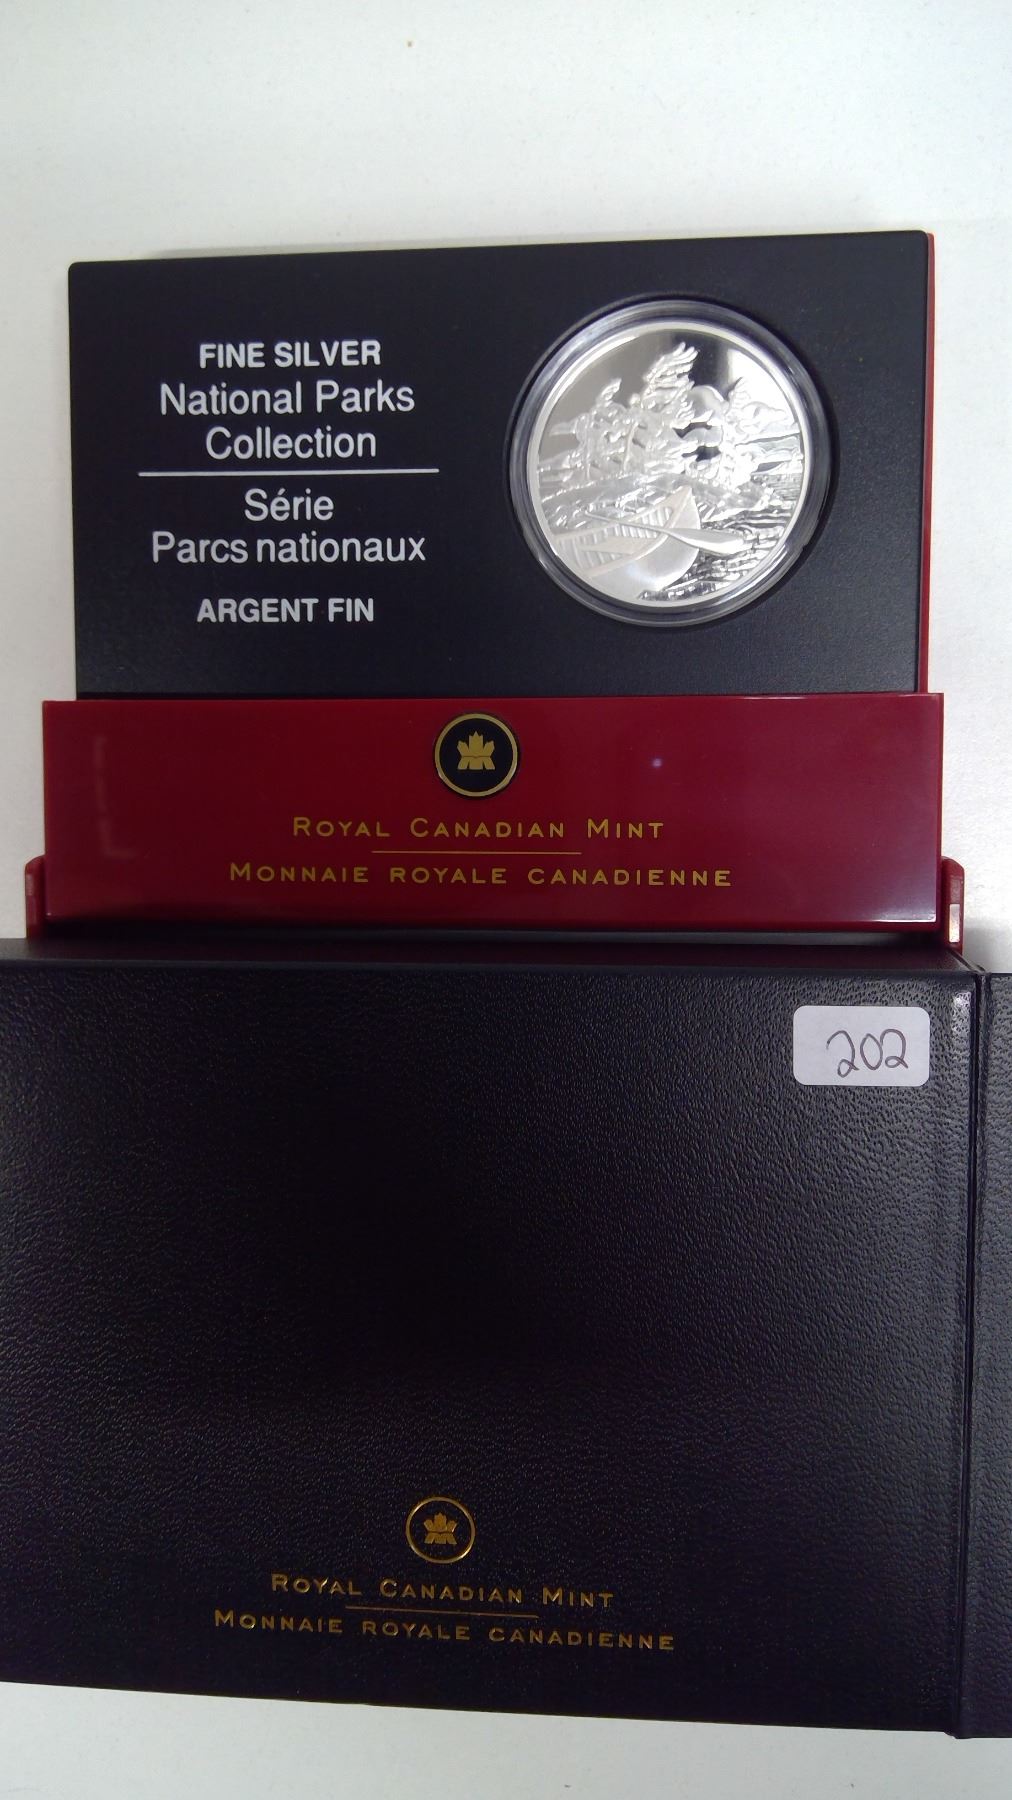 FINE SILVER
National Parks
Collection
Série
Parcs nationaux
ARGENT FIN
ROYAL CANADIAN MINT
MONNAIE ROYALE CANADIENNE
202
ROYAL CANADIAN MINT
MONNAIE ROYALE CANADIENNE